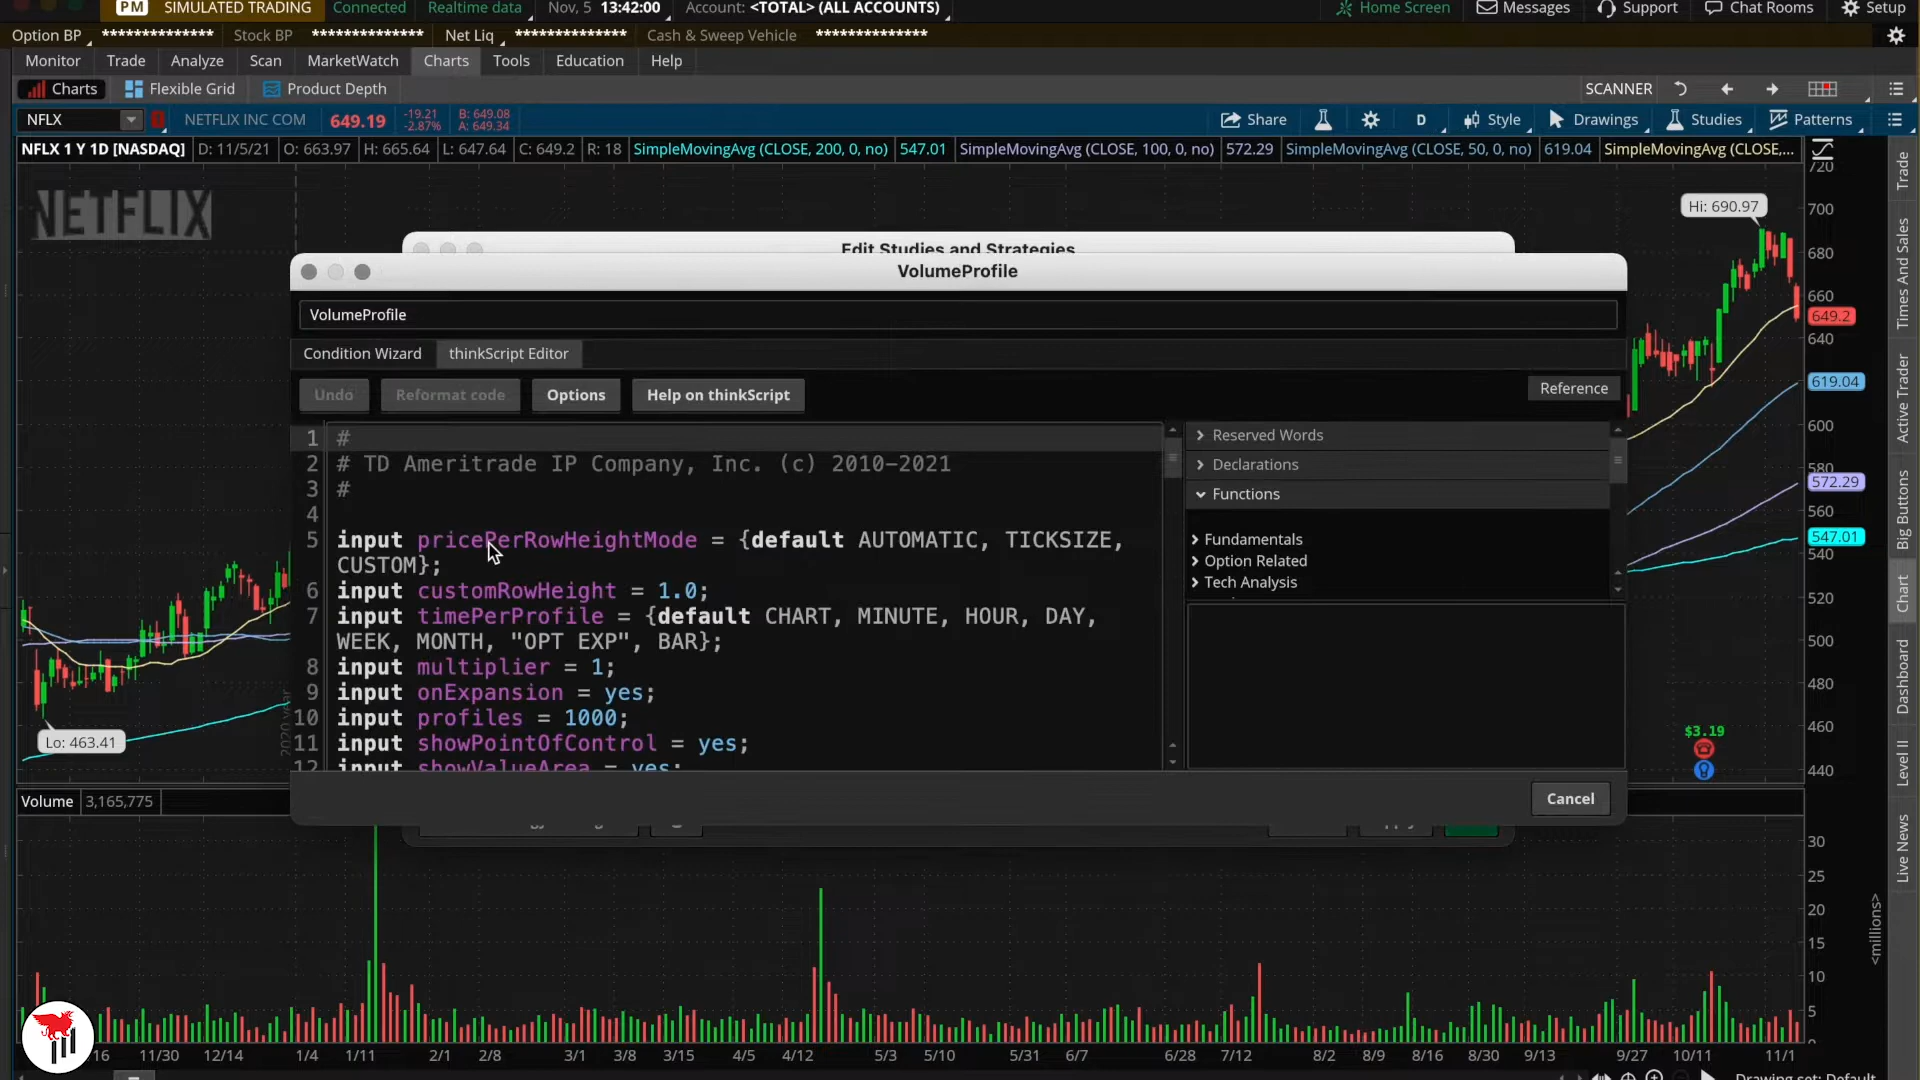 PM SIMULATED TRADING Connected Realtime data Nov, 5 13:42:00 Account: <TOTAL> (ALL ACCOUNTS) Home Screen Messages Support Chat Rooms Setup
Option BP ************** Stock BP ************** Net Liq ************** Cash & Sweep Vehicle **************
Monitor Trade Analyze Scan MarketWatch Charts Tools Education Help
Charts Flexible Grid Product Depth SCANNER
NFLX NETFLIX INC COM 649.19 -19.21 -2.87% B: 649.08 A: 649.34 Share D Style Drawings Studies Patterns
NFLX 1 Y 1D [NASDAQ] D: 11/5/21 O: 663.97 H: 665.64 L: 647.64 C: 649.2 R: 18 SimpleMovingAvg (CLOSE, 200, 0, no) 547.01 SimpleMovingAvg (CLOSE, 100, 0, no) 572.29 SimpleMovingAvg (CLOSE, 50, 0, no) 619.04 SimpleMovingAvg (CLOSE,...
NETFLIX
Hi: 690.97
Lo: 463.41
Edit Studies and Strategies
VolumeProfile
VolumeProfile
Condition Wizard thinkScript Editor
Undo Reformat code Options Help on thinkScript Reference
1 #
2 # TD Ameritrade IP Company, Inc. (c) 2010-2021
3 #
4
5 input pricePerRowHeightMode = {default AUTOMATIC, TICKSIZE,
CUSTOM};
6 input customRowHeight = 1.0;
7 input timePerProfile = {default CHART, MINUTE, HOUR, DAY,
WEEK, MONTH, "OPT EXP", BAR};
8 input multiplier = 1;
9 input onExpansion = yes;
10 input profiles = 1000;
11 input showPointOfControl = yes;
12 input showValueArea = yes;
Reserved Words
Declarations
Functions
Fundamentals
Option Related
Tech Analysis
Cancel
720
700
680
660
649.2
640
619.04
600
580
572.29
560
547.01
540
520
500
480
460
440
$3.19
Trade
Times And Sales
Active Trader
Big Buttons
Chart
Dashboard
Level II
Live News
Volume 3,165,775
30
25
20
15
10
5
<millions>
16 11/30 12/14 1/4 1/11 2/1 2/8 3/1 3/8 3/15 4/5 4/12 5/3 5/10 5/31 6/7 6/28 7/12 8/2 8/9 8/16 8/30 9/13 9/27 10/11 11/1
Drawing set: Default